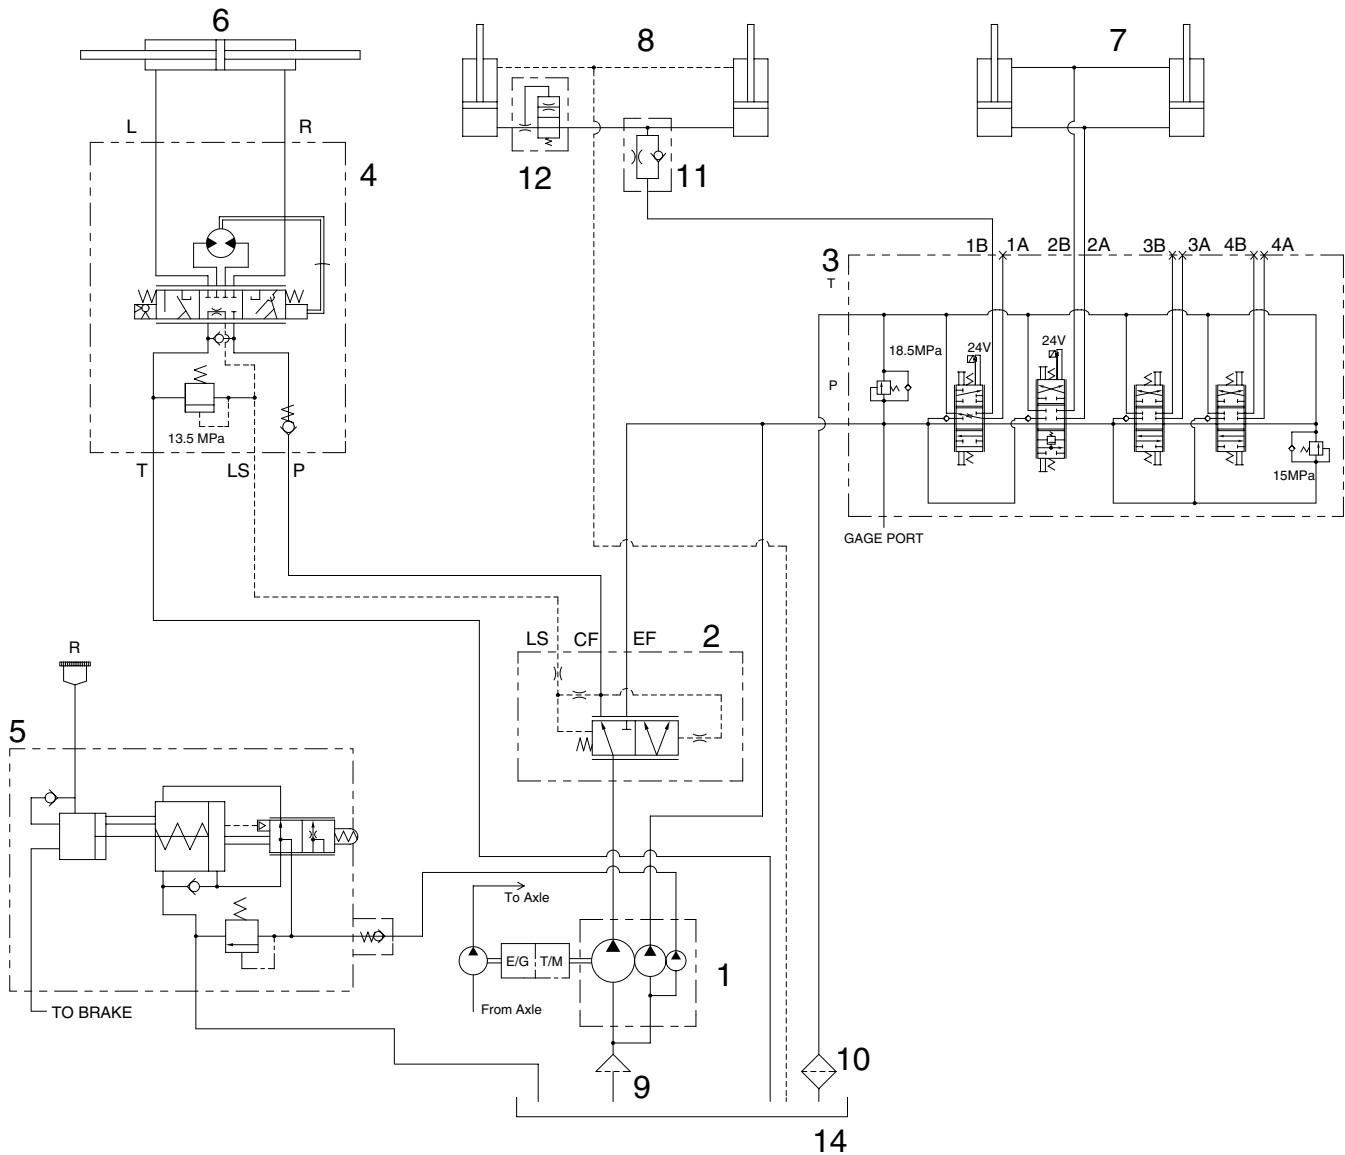 6
8
7
L
R
4
12
11
1B
1A
2B
2A
3B
3A
4B
4A
3
T
18.5MPa
24V
24V
P
13.5 MPa
15MPa
T
LS
P
GAGE PORT
LS
CF
EF
2
R
5
To Axle
E/G
T/M
1
From Axle
TO BRAKE
9
10
14